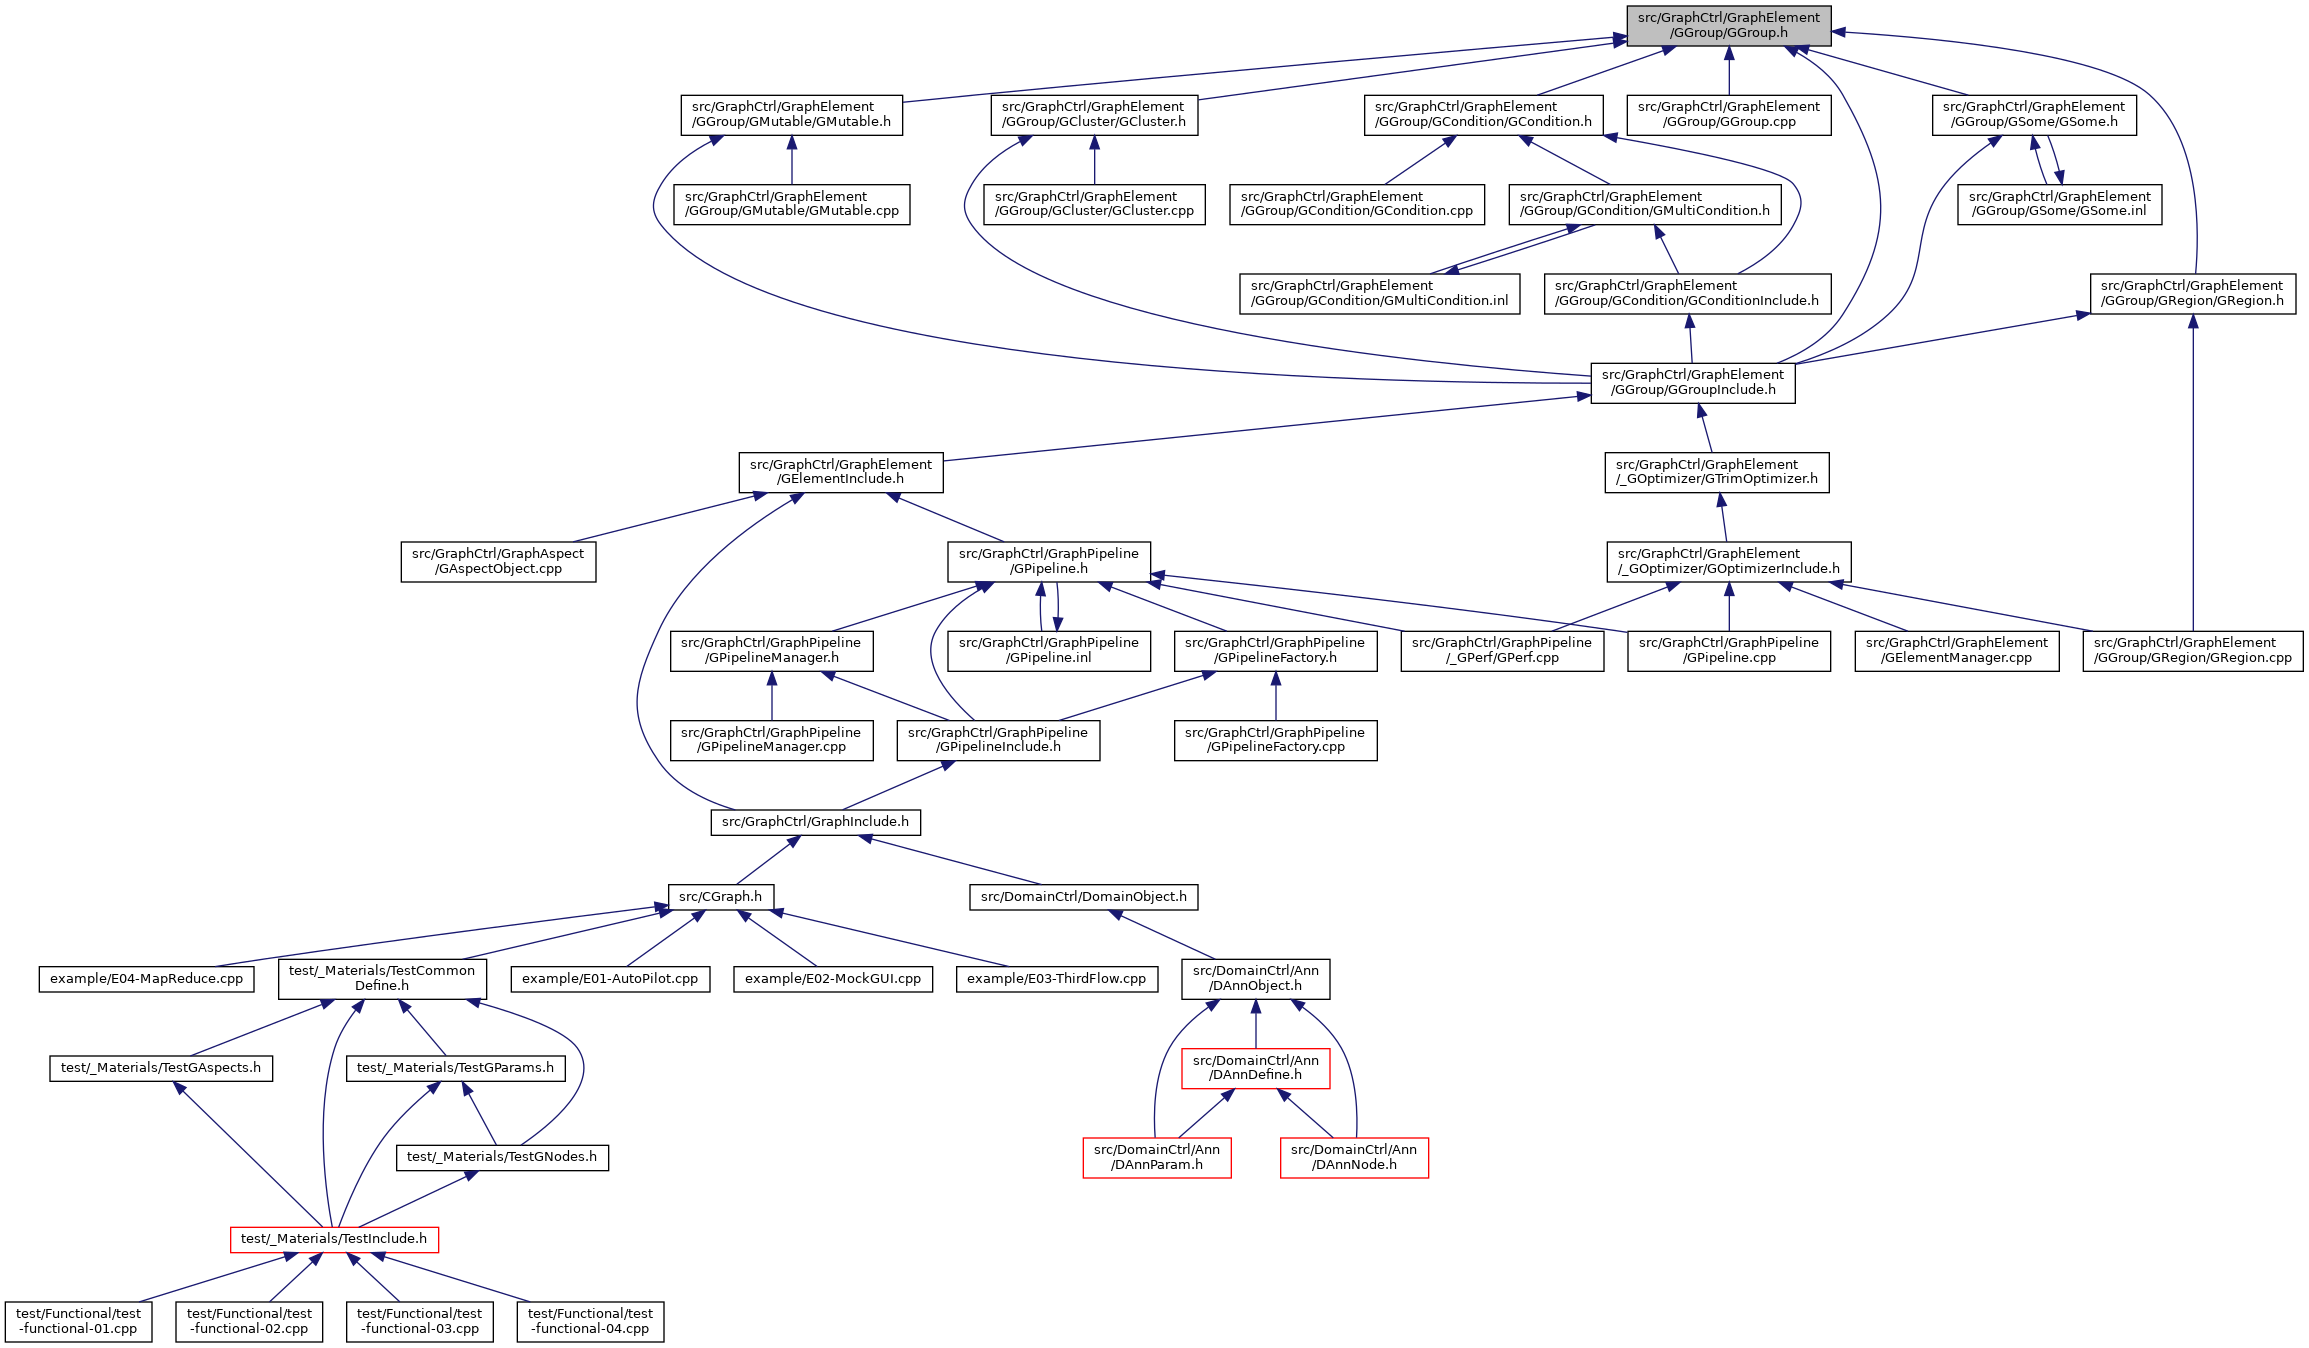 src/GraphCtrl/GraphElement
/GGroup/GGroup.h
src/GraphCtrl/GraphElement
/GGroup/GMutable/GMutable.h
src/GraphCtrl/GraphElement
/GGroup/GCluster/GCluster.h
src/GraphCtrl/GraphElement
/GGroup/GCondition/GCondition.h
src/GraphCtrl/GraphElement
/GGroup/GGroup.cpp
src/GraphCtrl/GraphElement
/GGroup/GSome/GSome.h
src/GraphCtrl/GraphElement
/GGroup/GMutable/GMutable.cpp
src/GraphCtrl/GraphElement
/GGroup/GCluster/GCluster.cpp
src/GraphCtrl/GraphElement
/GGroup/GCondition/GCondition.cpp
src/GraphCtrl/GraphElement
/GGroup/GCondition/GMultiCondition.h
src/GraphCtrl/GraphElement
/GGroup/GSome/GSome.inl
src/GraphCtrl/GraphElement
/GGroup/GCondition/GMultiCondition.inl
src/GraphCtrl/GraphElement
/GGroup/GCondition/GConditionInclude.h
src/GraphCtrl/GraphElement
/GGroup/GRegion/GRegion.h
src/GraphCtrl/GraphElement
/GGroup/GGroupInclude.h
src/GraphCtrl/GraphElement
/GElementInclude.h
src/GraphCtrl/GraphElement
/_GOptimizer/GTrimOptimizer.h
src/GraphCtrl/GraphAspect
/GAspectObject.cpp
src/GraphCtrl/GraphPipeline
/GPipeline.h
src/GraphCtrl/GraphElement
/_GOptimizer/GOptimizerInclude.h
src/GraphCtrl/GraphPipeline
/GPipelineManager.h
src/GraphCtrl/GraphPipeline
/GPipeline.inl
src/GraphCtrl/GraphPipeline
/GPipelineFactory.h
src/GraphCtrl/GraphPipeline
/_GPerf/GPerf.cpp
src/GraphCtrl/GraphPipeline
/GPipeline.cpp
src/GraphCtrl/GraphElement
/GElementManager.cpp
src/GraphCtrl/GraphElement
/GGroup/GRegion/GRegion.cpp
src/GraphCtrl/GraphPipeline
/GPipelineManager.cpp
src/GraphCtrl/GraphPipeline
/GPipelineInclude.h
src/GraphCtrl/GraphPipeline
/GPipelineFactory.cpp
src/GraphCtrl/GraphInclude.h
src/CGraph.h
src/DomainCtrl/DomainObject.h
example/E04-MapReduce.cpp
test/_Materials/TestCommon
Define.h
example/E01-AutoPilot.cpp
example/E02-MockGUI.cpp
example/E03-ThirdFlow.cpp
src/DomainCtrl/Ann
/DAnnObject.h
test/_Materials/TestGAspects.h
test/_Materials/TestGParams.h
src/DomainCtrl/Ann
/DAnnDefine.h
test/_Materials/TestGNodes.h
src/DomainCtrl/Ann
/DAnnParam.h
src/DomainCtrl/Ann
/DAnnNode.h
test/_Materials/TestInclude.h
test/Functional/test
-functional-01.cpp
test/Functional/test
-functional-02.cpp
test/Functional/test
-functional-03.cpp
test/Functional/test
-functional-04.cpp